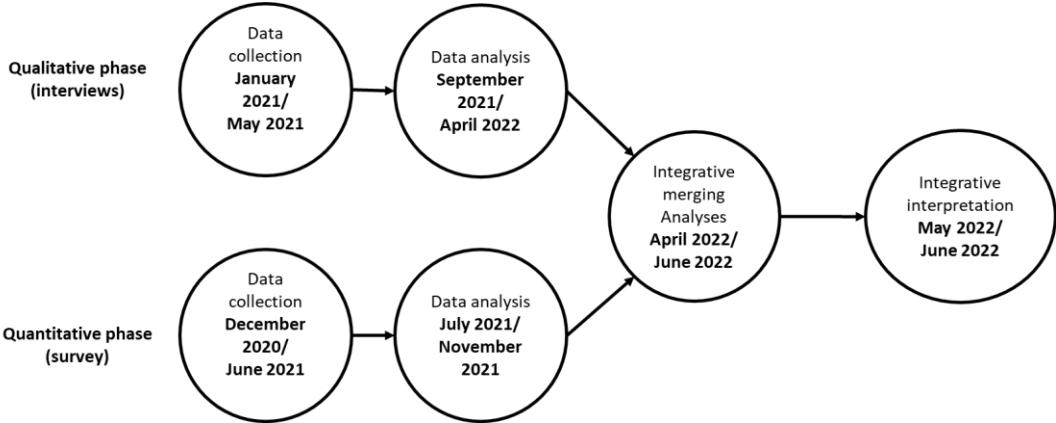 Qualitative phase
(interviews)
Data
collection
January
2021/
May 2021
Data analysis
September
2021/
April 2022
Integrative
merging
Analyses
April 2022/
June 2022
Integrative
interpretation
May 2022/
June 2022
Quantitative phase
(survey)
Data
collection
December
2020/
June 2021
Data analysis
July 2021/
November
2021